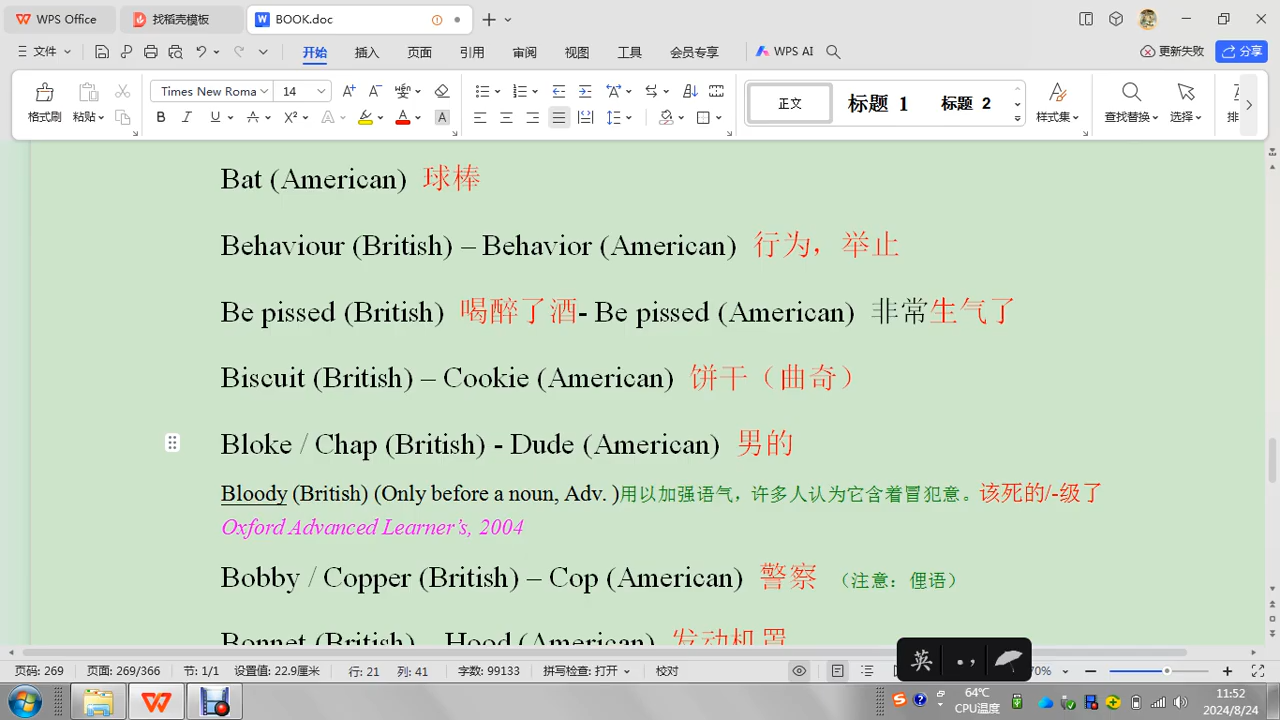 WPS Office 找稻壳模板 BOOK.doc
文件 开始 插入 页面 引用 审阅 视图 工具 会员专享 WPS AI 更新失败 分享
Times New Roma 14 正文 标题 1 标题 2
格式刷 粘贴 样式集 查找替换 选择
Bat (American) 球棒
Behaviour (British) – Behavior (American) 行为，举止
Be pissed (British) 喝醉了酒- Be pissed (American) 非常生气了
Biscuit (British) – Cookie (American) 饼干（曲奇）
Bloke / Chap (British) - Dude (American) 男的
Bloody (British) (Only before a noun, Adv. )用以加强语气，许多人认为它含着冒犯意。该死的/-级了
Oxford Advanced Learner’s, 2004
Bobby / Copper (British) – Cop (American) 警察 （注意：俚语）
Bonnet (British) – Hood (American) 发动机罩
页码: 269 页面: 269/366 节: 1/1 设置值: 22.9厘米 行: 21 列: 41 字数: 99133 拼写检查: 打开 校对 70%
英
64℃
CPU温度
11:52
2024/8/24